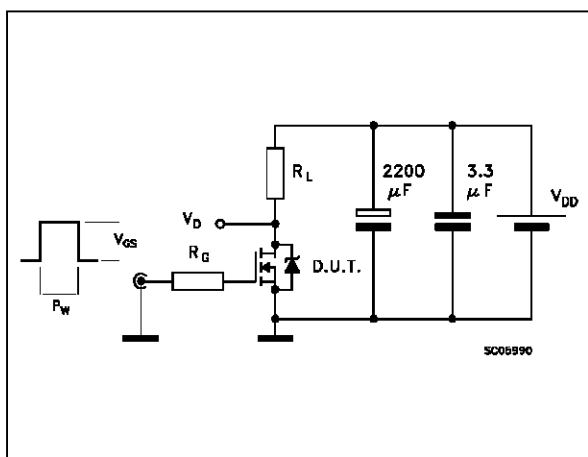 R_L
2200
μF
3.3
μF
V_DD
V_D
V_GS
R_G
D.U.T.
P_W
SC05990